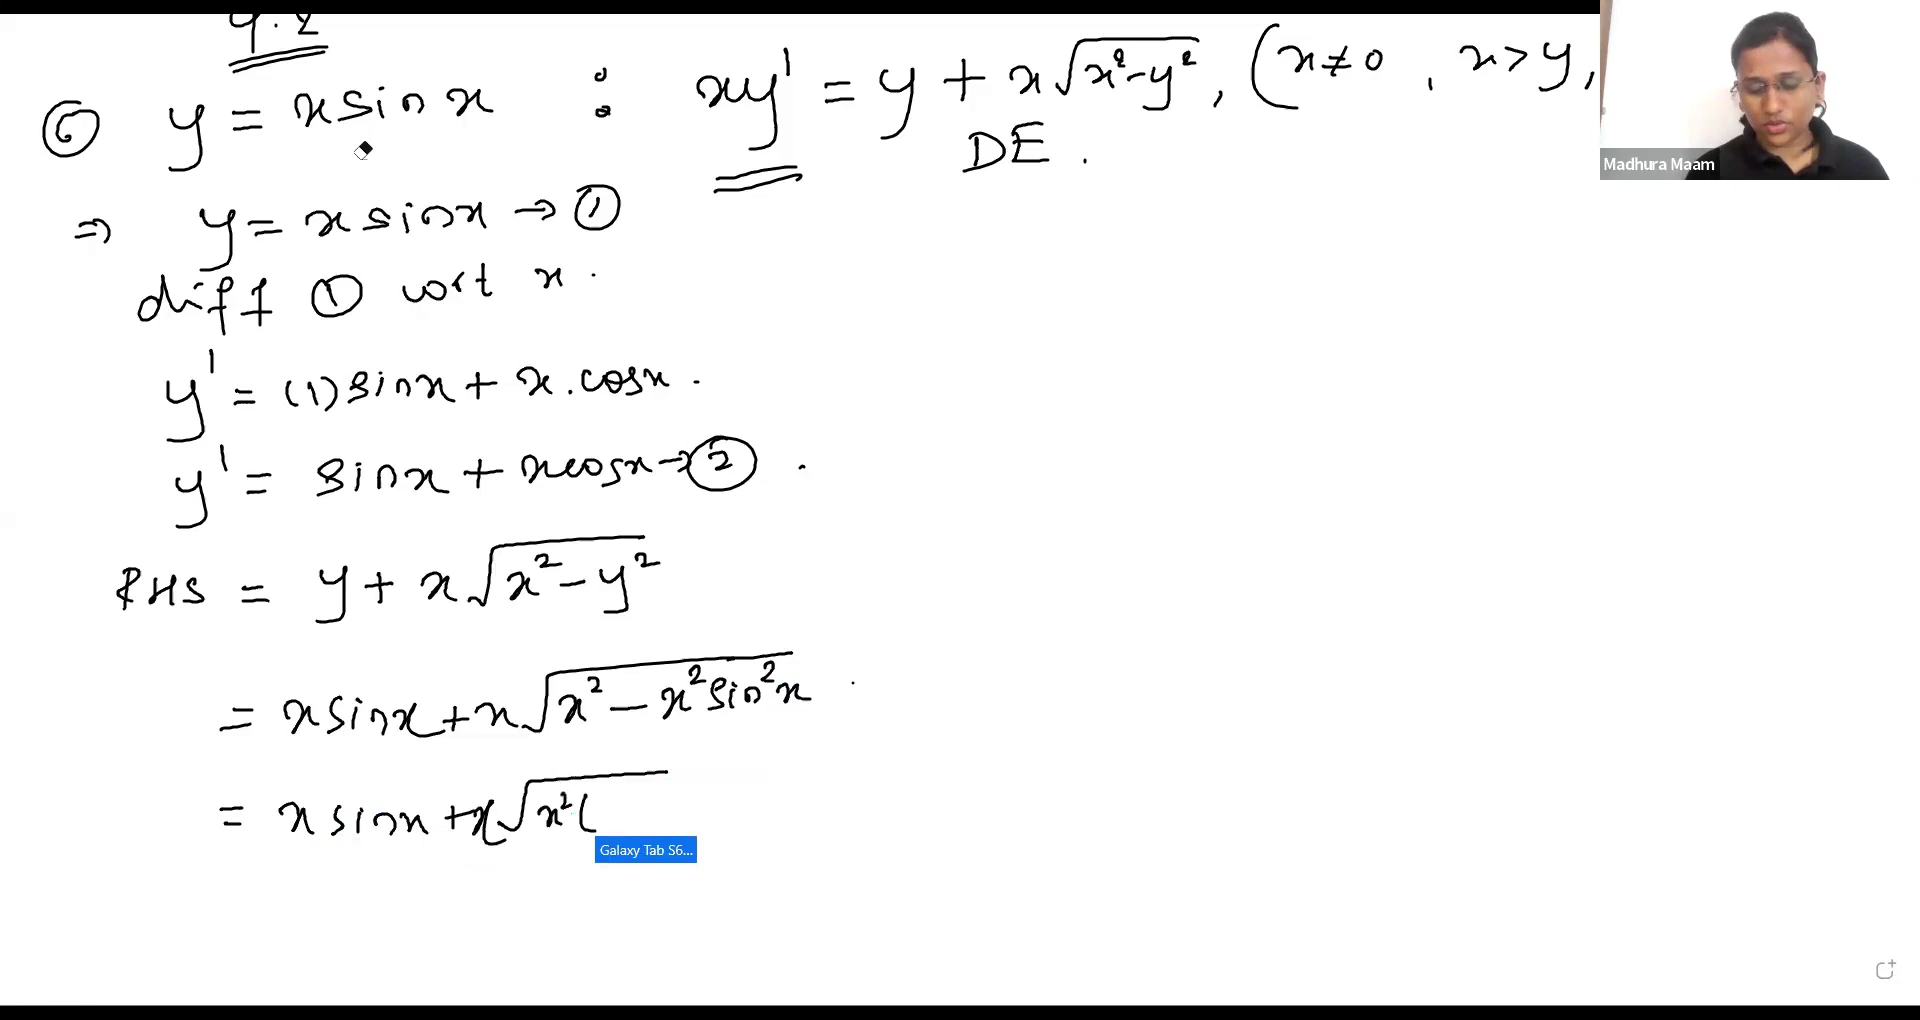 9.2
⑥ y = x sin x : xy' = y + x√(x²-y²), (x≠0, x>y,
DE.
⇒ y = x sin x → ①
diff ① wrt x.
y' = (1) sin x + x . cos x.
y' = sin x + x cos x → ②.
RHS = y + x√(x² - y²)
= x sin x + x√(x² - x² sin² x)
= x sin x + x√(x²(
Madhura Maam
Galaxy Tab S6...